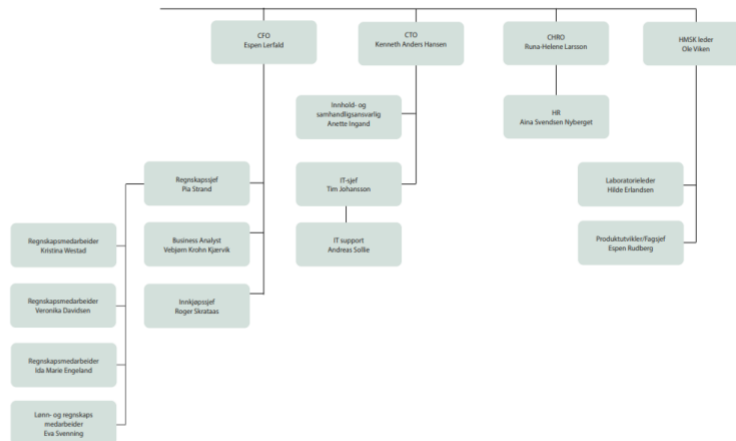 CFO
Espen Lerfald
CTO
Kenneth Anders Hansen
CHRO
Runa-Helene Larsson
HMSK leder
Ole Viken
Innhold- og
samhandligsansvarlig
Anette Ingand
HR
Aina Svendsen Nyberget
Regnskapssjef
Pia Strand
IT-sjef
Tim Johansson
Laboratorieleder
Hilde Erlandsen
Regnskapsmedarbeider
Kristina Westad
Business Analyst
Vebjørn Krohn Kjærvik
IT support
Andreas Sollie
Produktutvikler/Fagsjef
Espen Rudberg
Regnskapsmedarbeider
Veronika Davidsen
Innkjøpssjef
Roger Skrataas
Regnskapsmedarbeider
Ida Marie Engeland
Lønn- og regnskaps
medarbeider
Eva Svenning